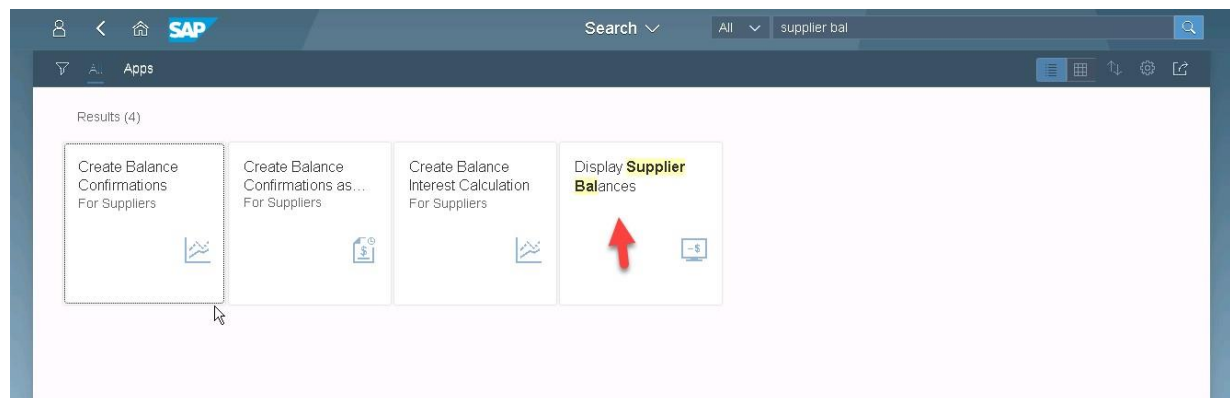 SAP
Search
All
supplier bal
Apps
Results (4)
Create Balance
Confirmations
For Suppliers
Create Balance
Confirmations as...
For Suppliers
Create Balance
Interest Calculation
For Suppliers
Display Supplier
Balances